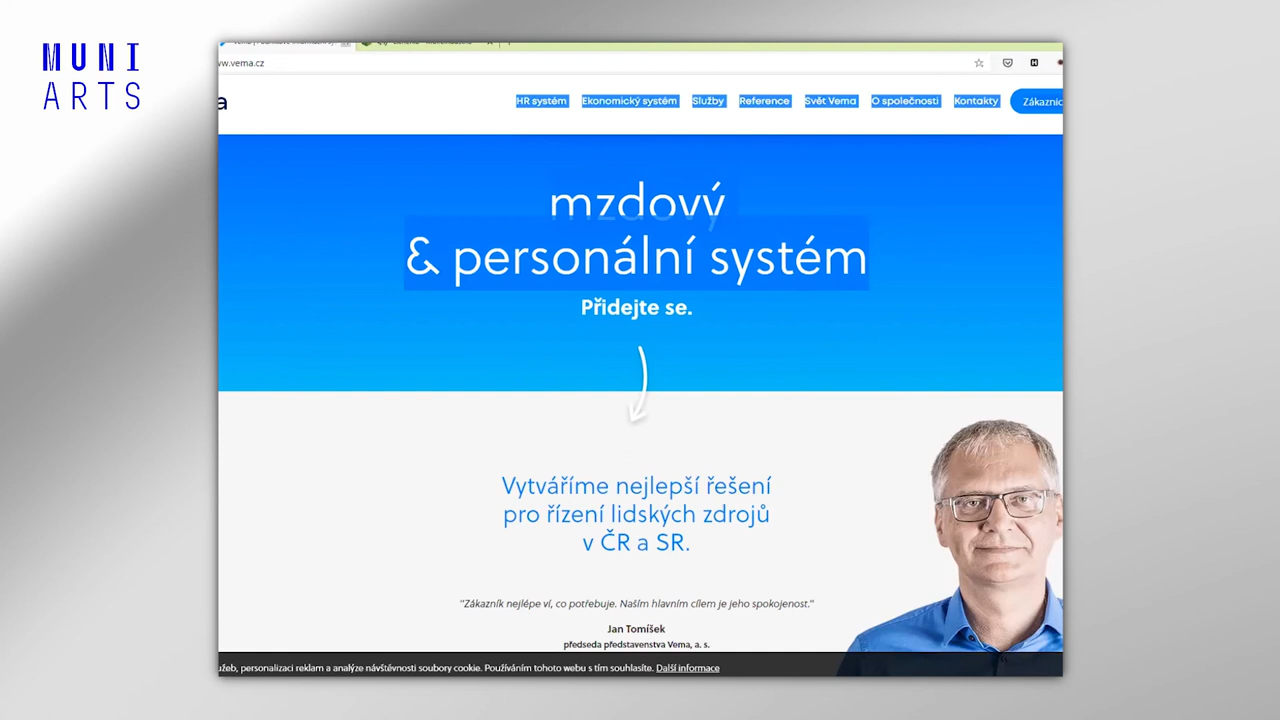 MUNI
ARTS
ww.vema.cz
a
HR systém Ekonomický systém Služby Reference Svět Vema O společnosti Kontakty Zákaznic
mzdový
& personální systém
Přidejte se.
Vytváříme nejlepší řešení
pro řízení lidských zdrojů
v ČR a SR.
"Zákazník nejlépe ví, co potřebuje. Naším hlavním cílem je jeho spokojenost."
Jan Tomíšek
předseda představenstva Vema, a. s.
užeb, personalizaci reklam a analýze návštěvnosti soubory cookie. Používáním tohoto webu s tím souhlasíte. Další informace